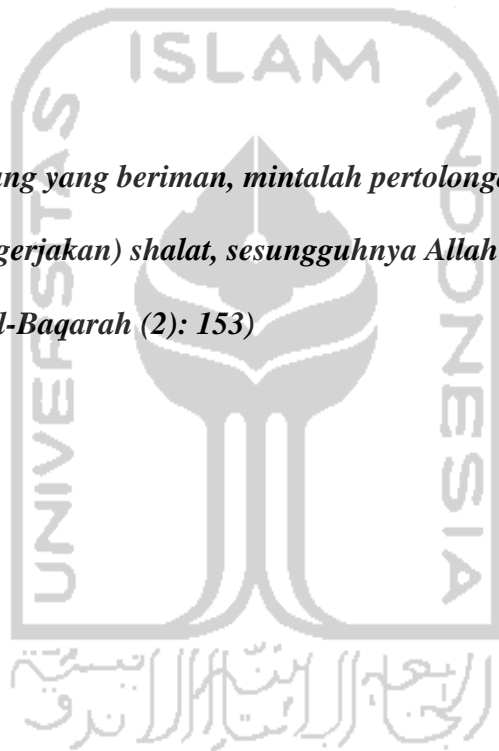 ISLAM
UNIVERSITAS
INDONESIA
ng yang beriman, mintalah pertolonga
gerjakan) shalat, sesungguhnya Allah
l-Baqarah (2): 153)